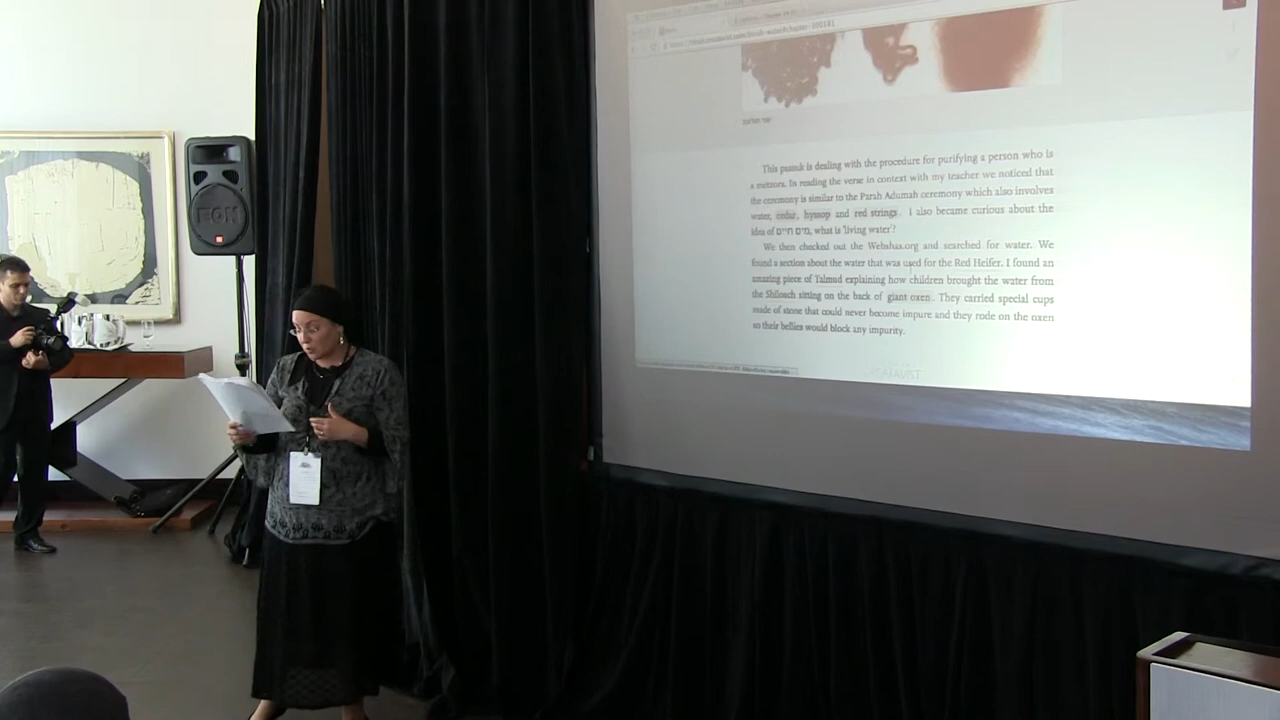 This passuk is dealing with the procedure for purifying a person who is
a metzora. In reading the verse in context with my teacher we noticed that
the ceremony is similar to the Parah Adumah ceremony which also involves
water, cedar, hyssop and red strings. I also became curious about the
idea of מים חיים, what is 'living water'?
We then checked out the Webshas.org and searched for water. We
found a section about the water that was used for the Red Heifer. I found an
amazing piece of Talmud explaining how children brought the water from
the Shiloach sitting on the back of giant oxen. They carried special cups
made of stone that could never become impure and they rode on the oxen
so their bellies would block any impurity.
EON